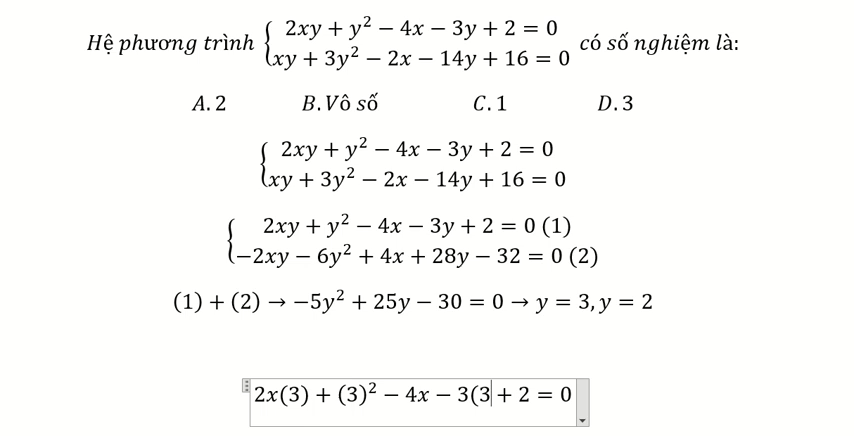 Hệ phương trình { 2xy + y² − 4x − 3y + 2 = 0
xy + 3y² − 2x − 14y + 16 = 0 có số nghiệm là:
A. 2 B. Vô số C. 1 D. 3
{ 2xy + y² − 4x − 3y + 2 = 0
xy + 3y² − 2x − 14y + 16 = 0
{ 2xy + y² − 4x − 3y + 2 = 0 (1)
−2xy − 6y² + 4x + 28y − 32 = 0 (2)
(1) + (2) → −5y² + 25y − 30 = 0 → y = 3, y = 2
2x(3) + (3)² − 4x − 3(3 + 2 = 0